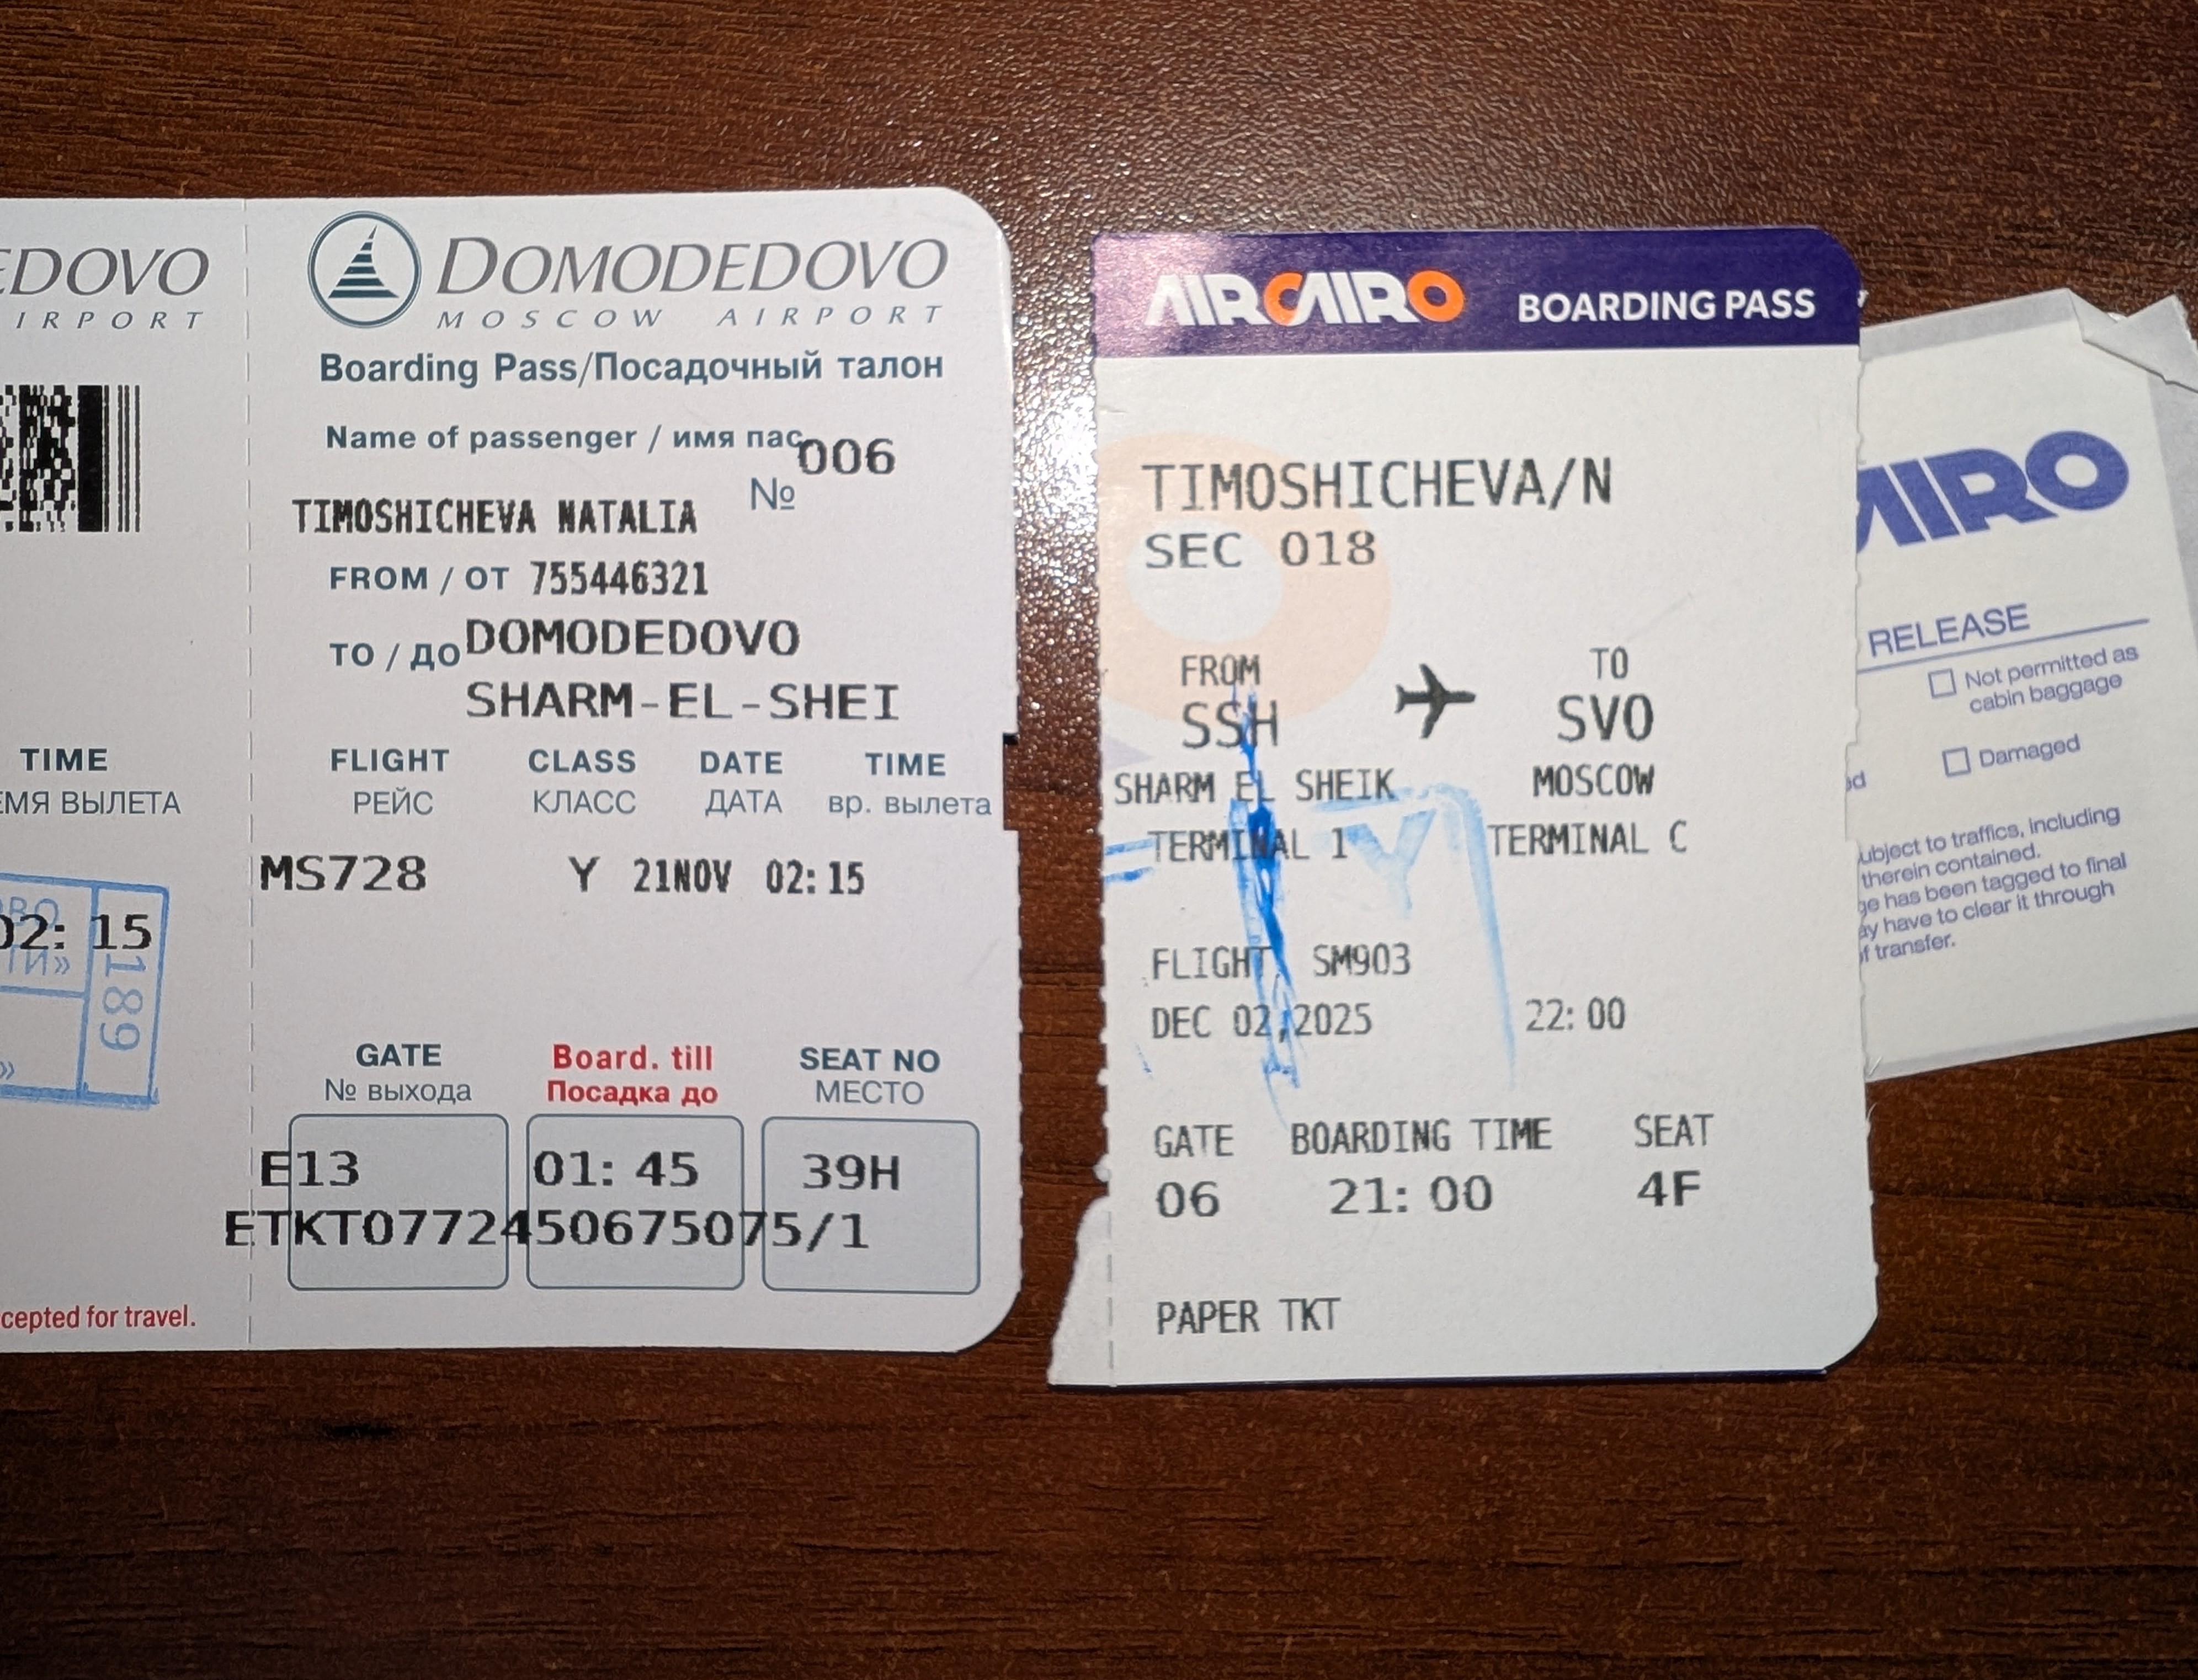 EDOVO
IRPORT
TIME
ЕМЯ ВЫЛЕТА
02:15
1189
cepted for travel.
DOMODEDOVO
MOSCOW AIRPORT
Boarding Pass/Посадочный талон
Name of passenger / имя пас
006
№
TIMOSHICHEVA NATALIA
FROM / ОТ 755446321
TO / ДО DOMODEDOVO
SHARM-EL-SHEI
FLIGHT CLASS DATE TIME
РЕЙС КЛАСС ДАТА вр. вылета
MS728 Y 21NOV 02:15
GATE Board. till SEAT NO
№ выхода Посадка до МЕСТО
E13 01:45 39H
ETKT0772450675075/1
AIRCAIRO BOARDING PASS
TIMOSHICHEVA/N
SEC 018
FROM TO
SSH SVO
SHARM EL SHEIK MOSCOW
TERMINAL 1 TERMINAL C
FLIGHT SM903
DEC 02,2025 22:00
GATE BOARDING TIME SEAT
06 21:00 4F
PAPER TKT
AIRO
RELEASE
Not permitted as
cabin baggage
Damaged
ubject to traffics, including
therein contained.
ge has been tagged to final
ay have to clear it through
f transfer.